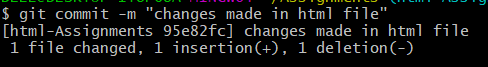 $ git commit -m "changes made in html file"
[html-Assignments 95e82fc] changes made in html file
1 file changed, 1 insertion(+), 1 deletion(-)